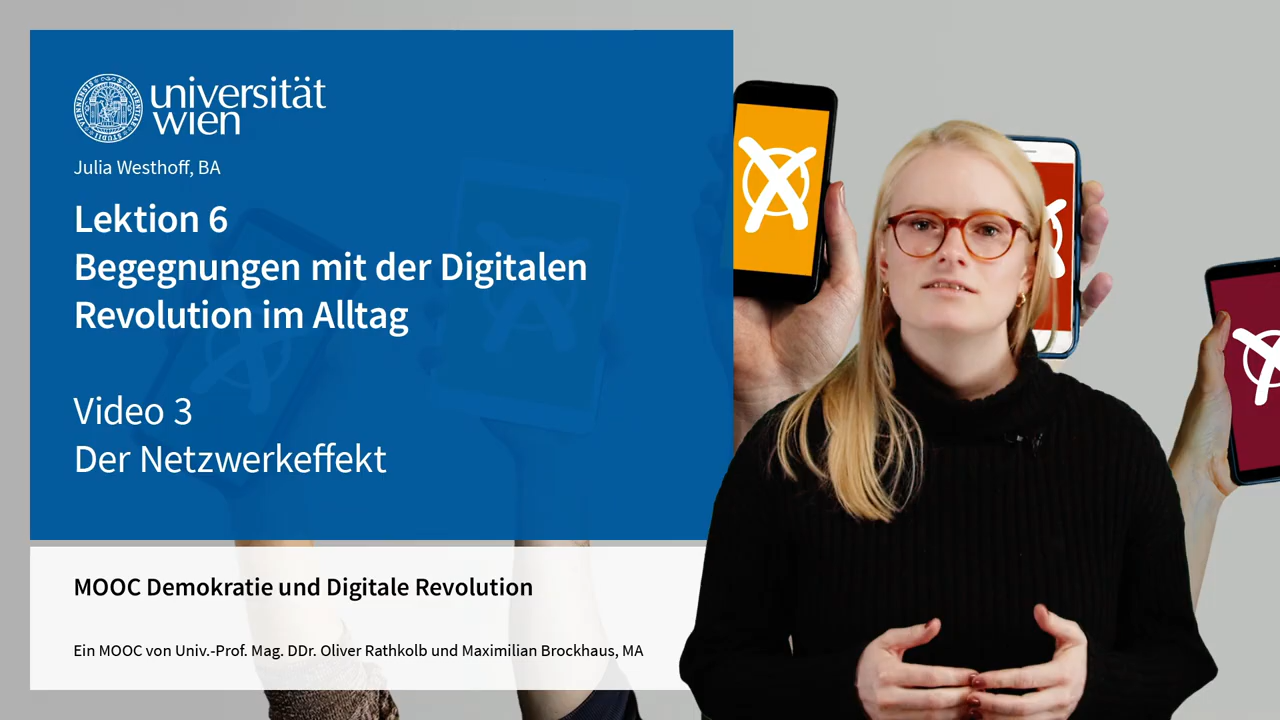 universität
wien
Julia Westhoff, BA
Lektion 6
Begegnungen mit der Digitalen
Revolution im Alltag
Video 3
Der Netzwerkeffekt
MOOC Demokratie und Digitale Revolution
Ein MOOC von Univ.-Prof. Mag. DDr. Oliver Rathkolb und Maximilian Brockhaus, MA